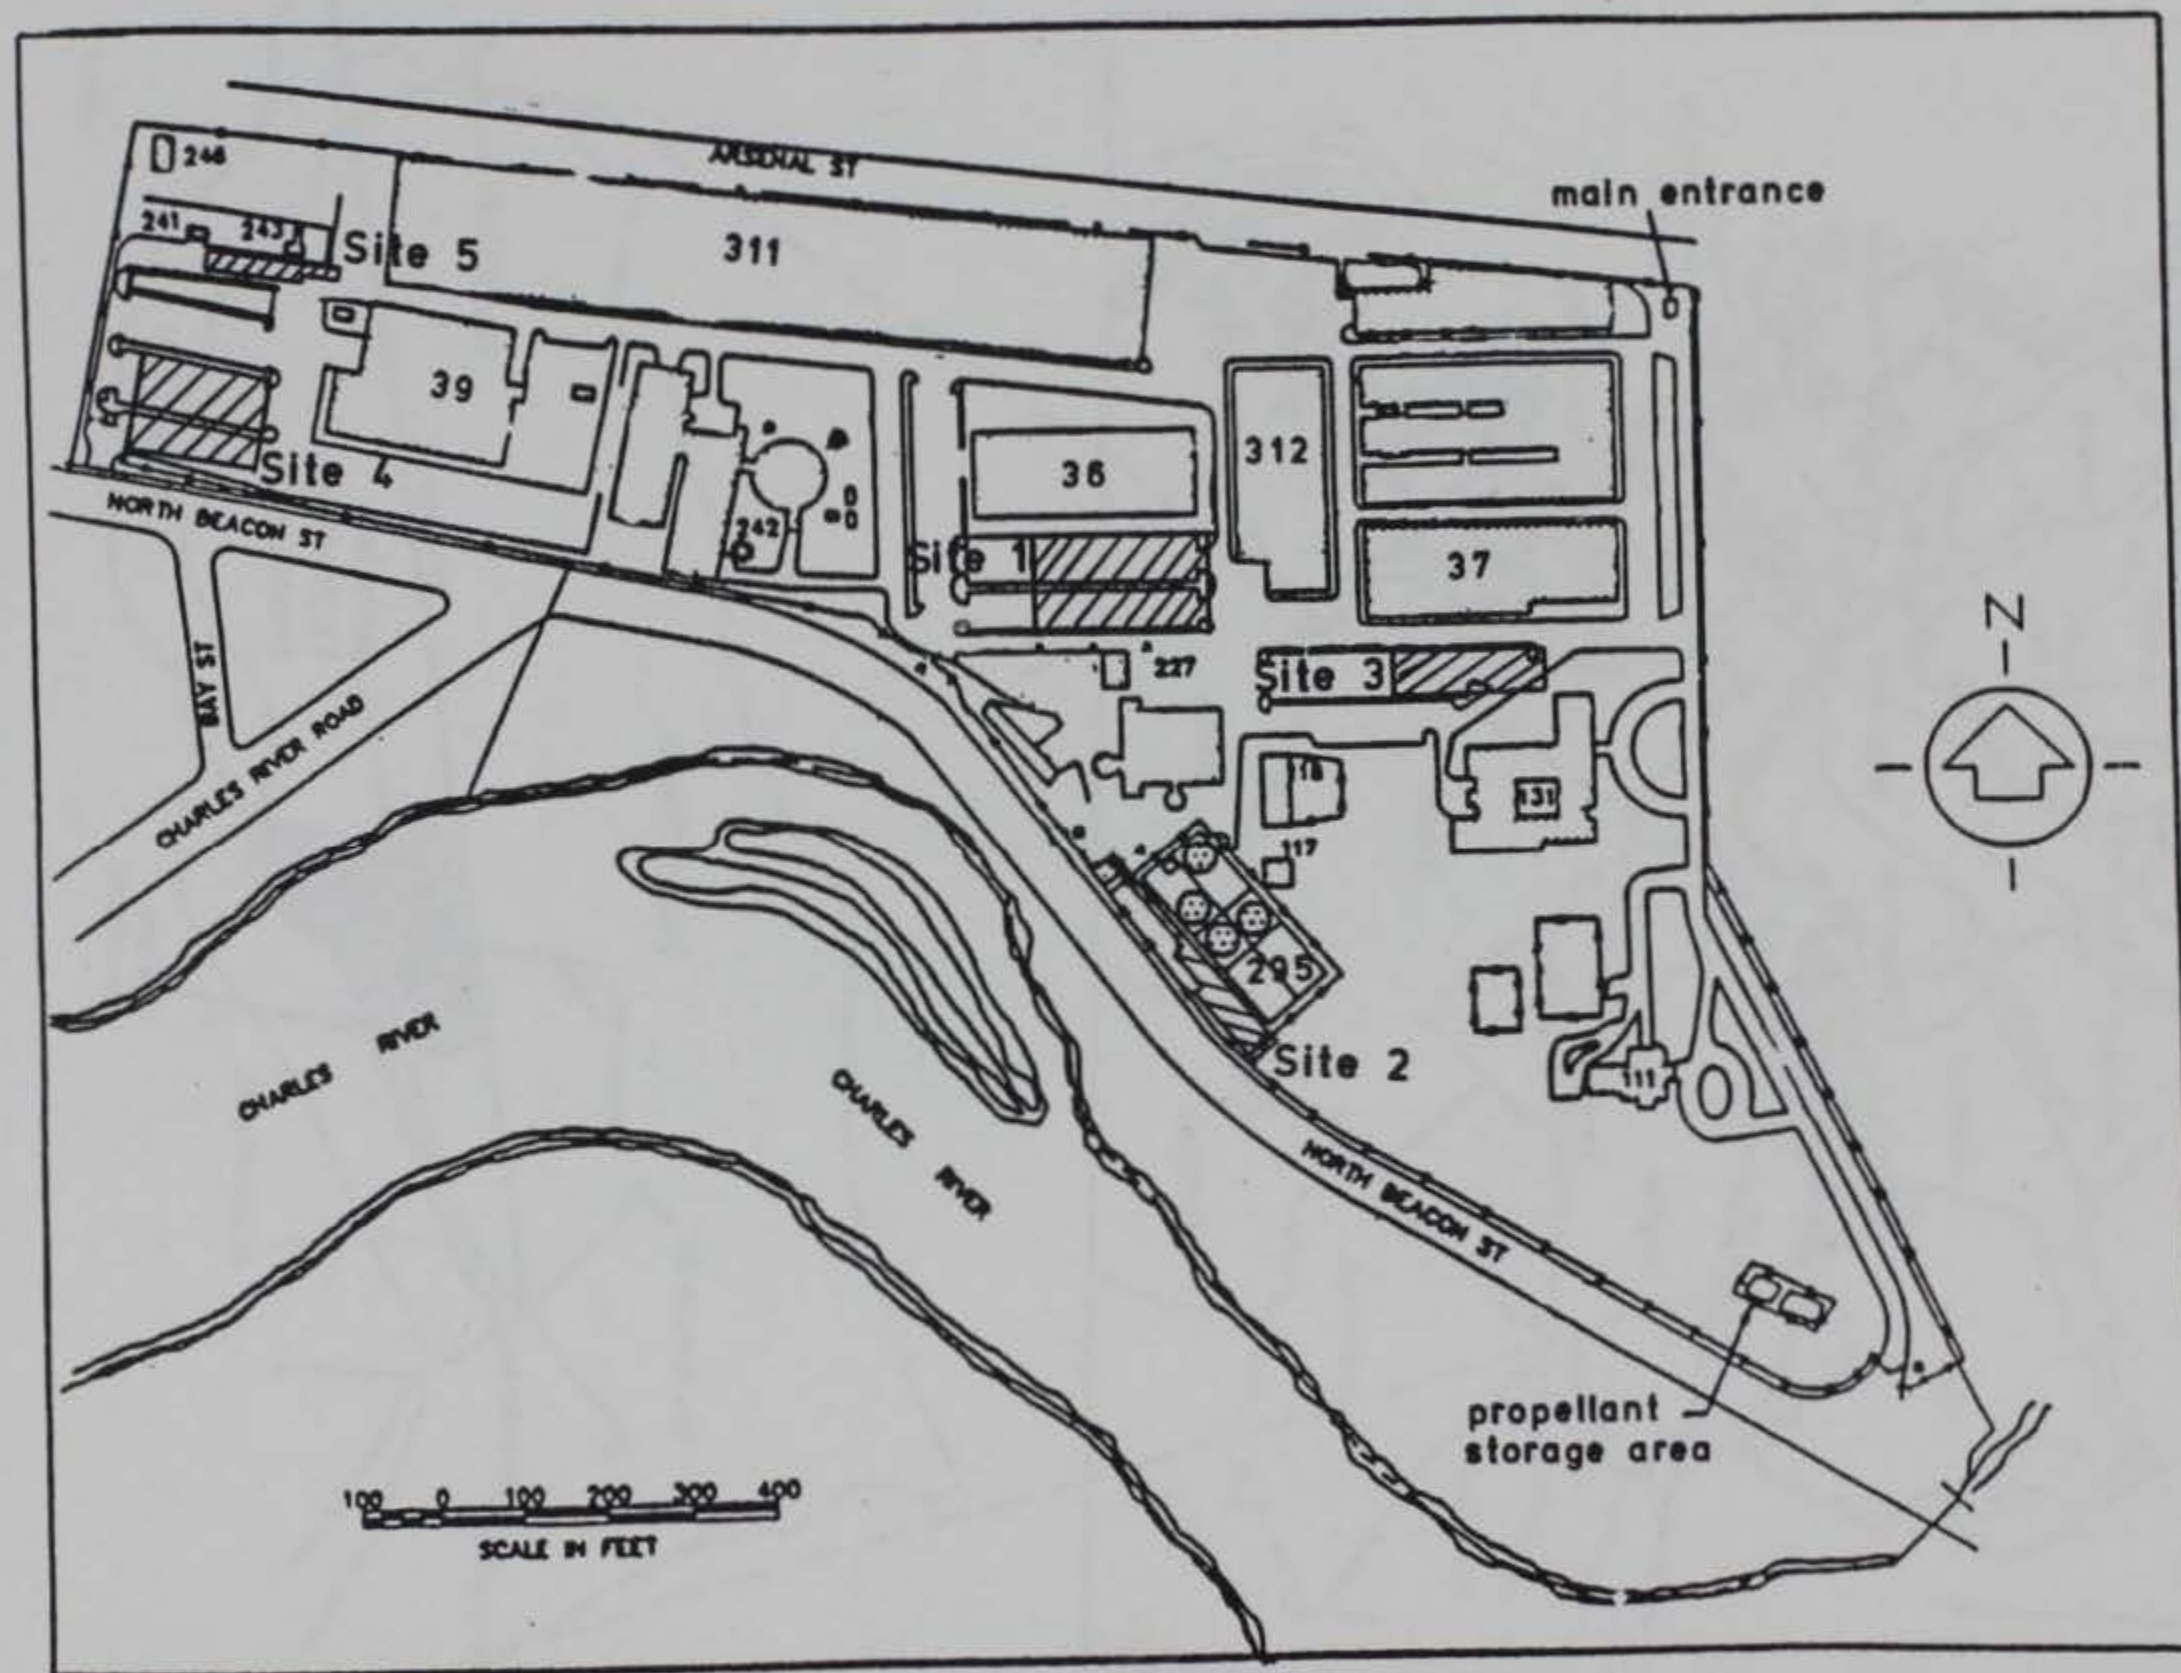 ARSENAL ST
main entrance
246
241
243
Site 5
311
39
Site 4
36
312
242
Site 1
37
NORTH BEACON ST
227
Site 3
BAY ST
CHARLES RIVER ROAD
N
131
117
295
Site 2
111
CHARLES RIVER
CHARLES RIVER
NORTH BEACON ST
propellant
storage area
100 0 100 200 300 400
SCALE IN FEET